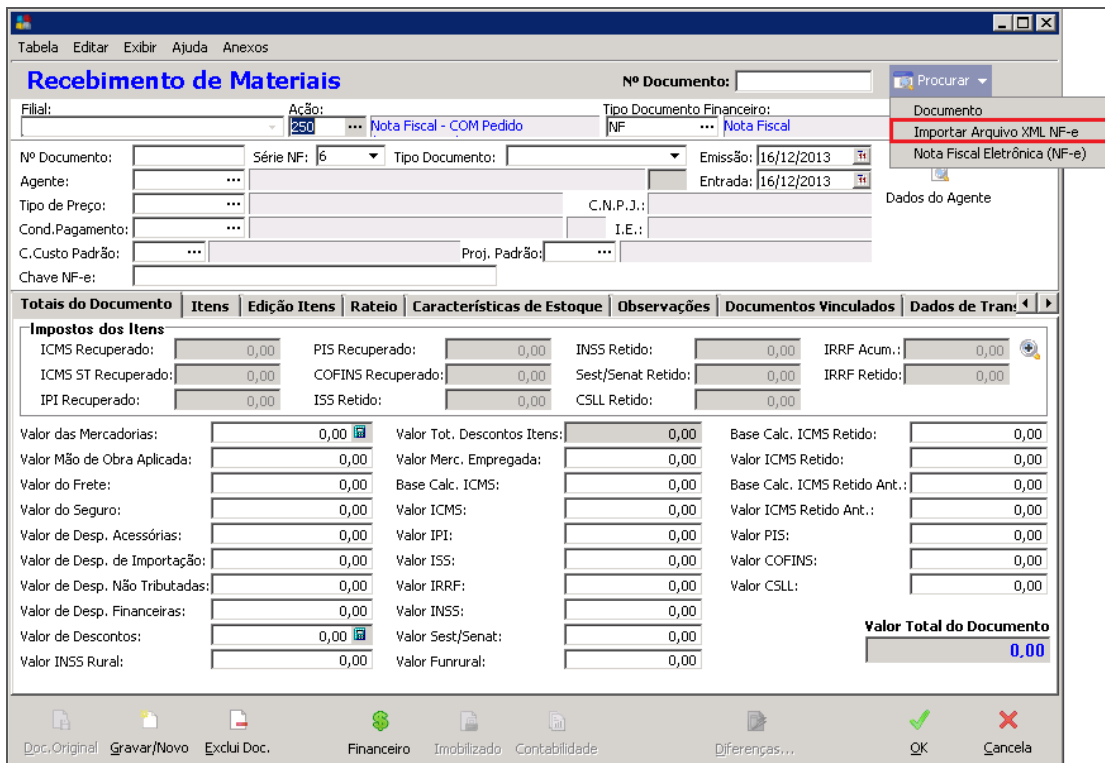 Tabela Editar Exibir Ajuda Anexos
Recebimento de Materiais Nº Documento: Procurar
Filial: Ação: Tipo Documento Financeiro: Documento
250 ... Nota Fiscal - COM Pedido NF ... Nota Fiscal Importar Arquivo XML NF-e
Nota Fiscal Eletrônica (NF-e)
Nº Documento: Série NF: 6 Tipo Documento: Emissão: 16/12/2013
Agente: ... Entrada: 16/12/2013
Dados do Agente
Tipo de Preço: ... C.N.P.J.:
Cond.Pagamento: ... I.E.:
C.Custo Padrão: ... Proj. Padrão: ...
Chave NF-e:
Totais do Documento Itens Edição Itens Rateio Características de Estoque Observações Documentos Vinculados Dados de Trans
Impostos dos Itens
ICMS Recuperado: 0,00 PIS Recuperado: 0,00 INSS Retido: 0,00 IRRF Acum.: 0,00
ICMS ST Recuperado: 0,00 COFINS Recuperado: 0,00 Sest/Senat Retido: 0,00 IRRF Retido: 0,00
IPI Recuperado: 0,00 ISS Retido: 0,00 CSLL Retido: 0,00
Valor das Mercadorias: 0,00 Valor Tot. Descontos Itens: 0,00 Base Calc. ICMS Retido: 0,00
Valor Mão de Obra Aplicada: 0,00 Valor Merc. Empregada: 0,00 Valor ICMS Retido: 0,00
Valor do Frete: 0,00 Base Calc. ICMS: 0,00 Base Calc. ICMS Retido Ant.: 0,00
Valor do Seguro: 0,00 Valor ICMS: 0,00 Valor ICMS Retido Ant.: 0,00
Valor de Desp. Acessórias: 0,00 Valor IPI: 0,00 Valor PIS: 0,00
Valor de Desp. de Importação: 0,00 Valor ISS: 0,00 Valor COFINS: 0,00
Valor de Desp. Não Tributadas: 0,00 Valor IRRF: 0,00 Valor CSLL: 0,00
Valor de Desp. Financeiras: 0,00 Valor INSS: 0,00
Valor de Descontos: 0,00 Valor Sest/Senat: 0,00 Valor Total do Documento
Valor INSS Rural: 0,00 Valor Funrural: 0,00 0,00
Doc.Original Gravar/Novo Exclui Doc. Financeiro Imobilizado Contabilidade Diferenças... OK Cancela